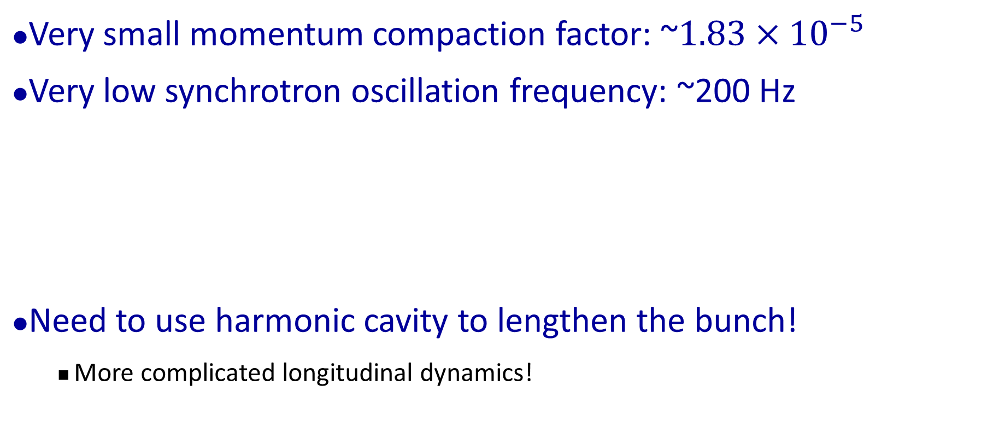 ●Very small momentum compaction factor: ~1.83 × 10⁻⁵
●Very low synchrotron oscillation frequency: ~200 Hz
●Need to use harmonic cavity to lengthen the bunch!
■ More complicated longitudinal dynamics!